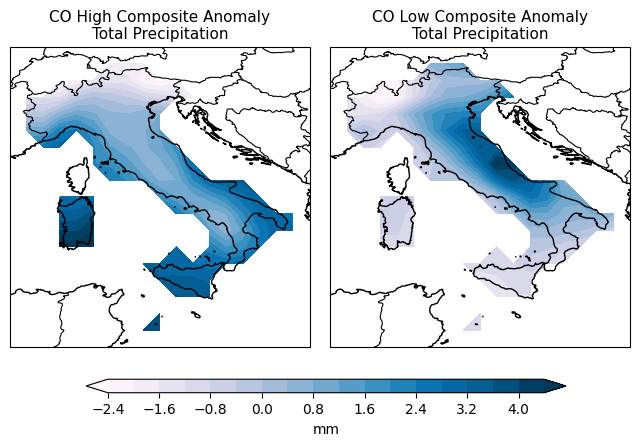 CO High Composite Anomaly
Total Precipitation
CO Low Composite Anomaly
Total Precipitation
−2.4 −1.6 −0.8 0.0 0.8 1.6 2.4 3.2 4.0
mm